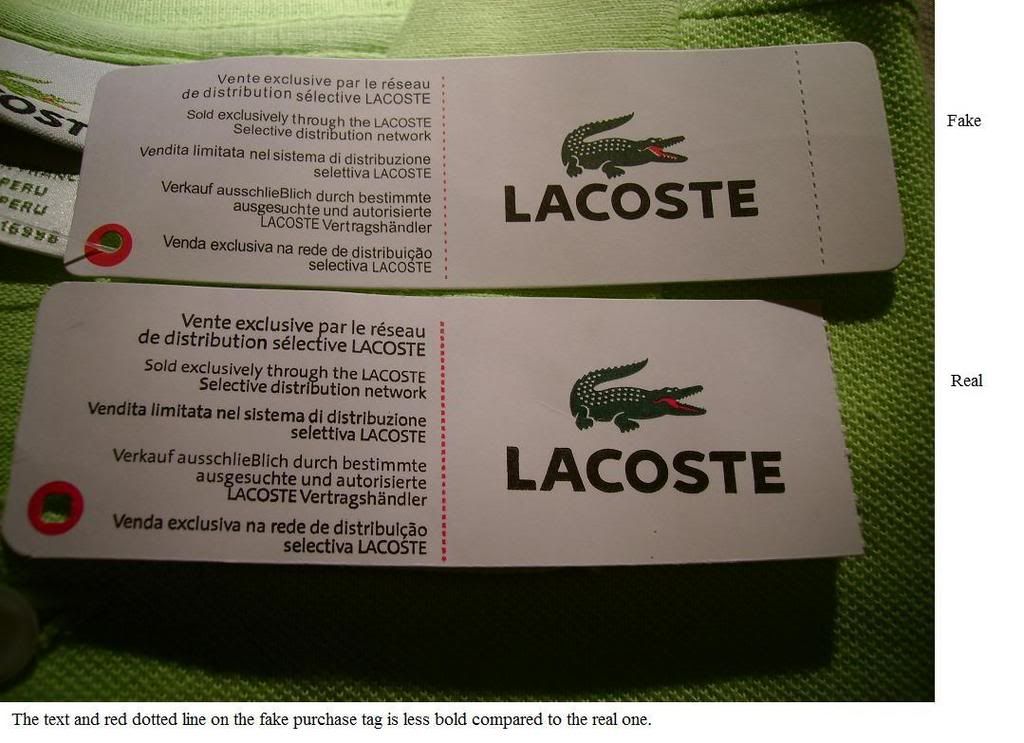 OST
PERU
PERU
Vente exclusive par le réseau
de distribution sélective LACOSTE
Sold exclusively through the LACOSTE
Selective distribution network
Vendita limitata nel sistema di distribuzione
selettiva LACOSTE
Verkauf ausschlieBlich durch bestimmte
ausgesuchte und autorisierte
LACOSTE Vertragshändler
Venda exclusiva na rede de distribuição
selectiva LACOSTE
LACOSTE
Fake
Vente exclusive par le réseau
de distribution sélective LACOSTE
Sold exclusively through the LACOSTE
Selective distribution network
Vendita limitata nel sistema di distribuzione
selettiva LACOSTE
Verkauf ausschlieBlich durch bestimmte
ausgesuchte und autorisierte
LACOSTE Vertragshändler
Venda exclusiva na rede de distribuição
selectiva LACOSTE
LACOSTE
Real
The text and red dotted line on the fake purchase tag is less bold compared to the real one.